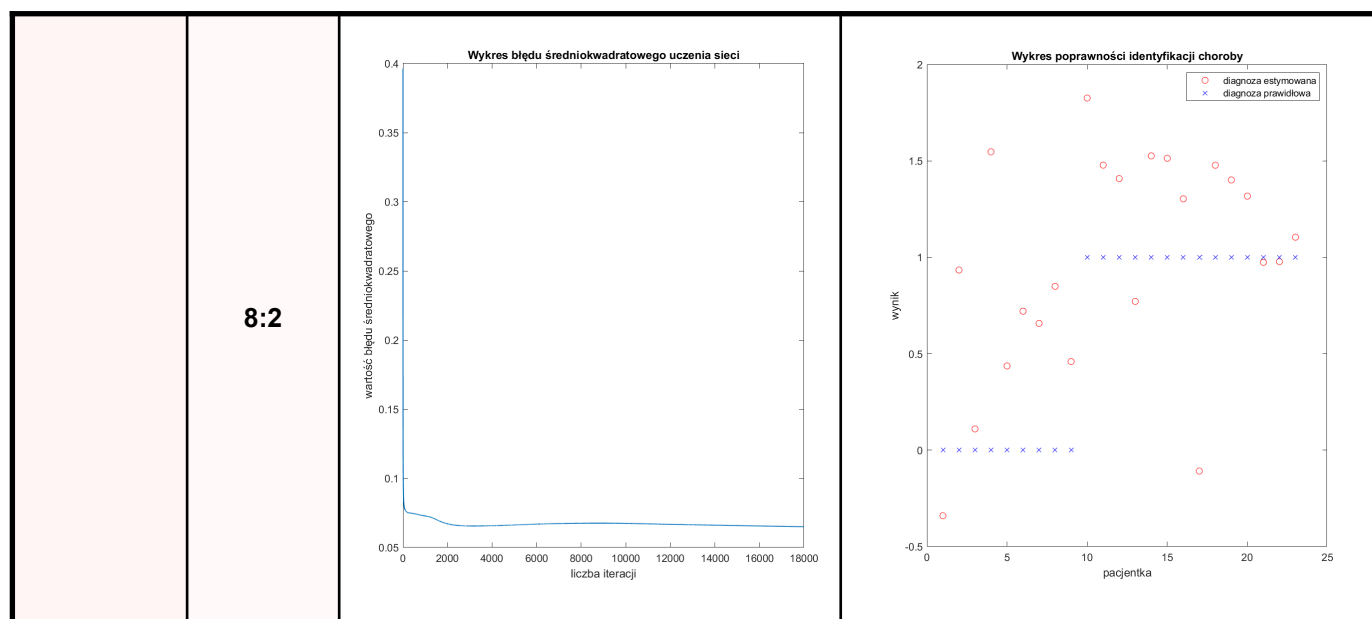 8:2
Wykres błędu średniokwadratowego uczenia sieci
wartość błędu średniokwadratowego
0.4
0.35
0.3
0.25
0.2
0.15
0.1
0.05
0 2000 4000 6000 8000 10000 12000 14000 16000 18000
liczba iteracji
Wykres poprawności identyfikacji choroby
diagnoza estymowana
diagnoza prawidłowa
wynik
2
1.5
1
0.5
0
-0.5
0 5 10 15 20 25
pacjentka